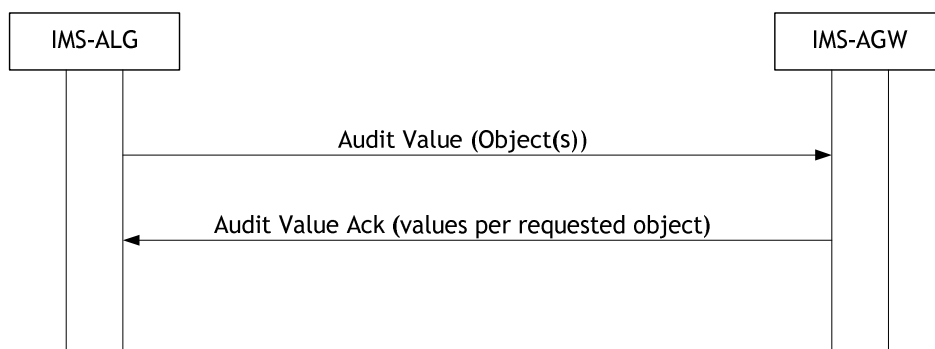 IMS-ALG
IMS-AGW
Audit Value (Object(s))
Audit Value Ack (values per requested object)